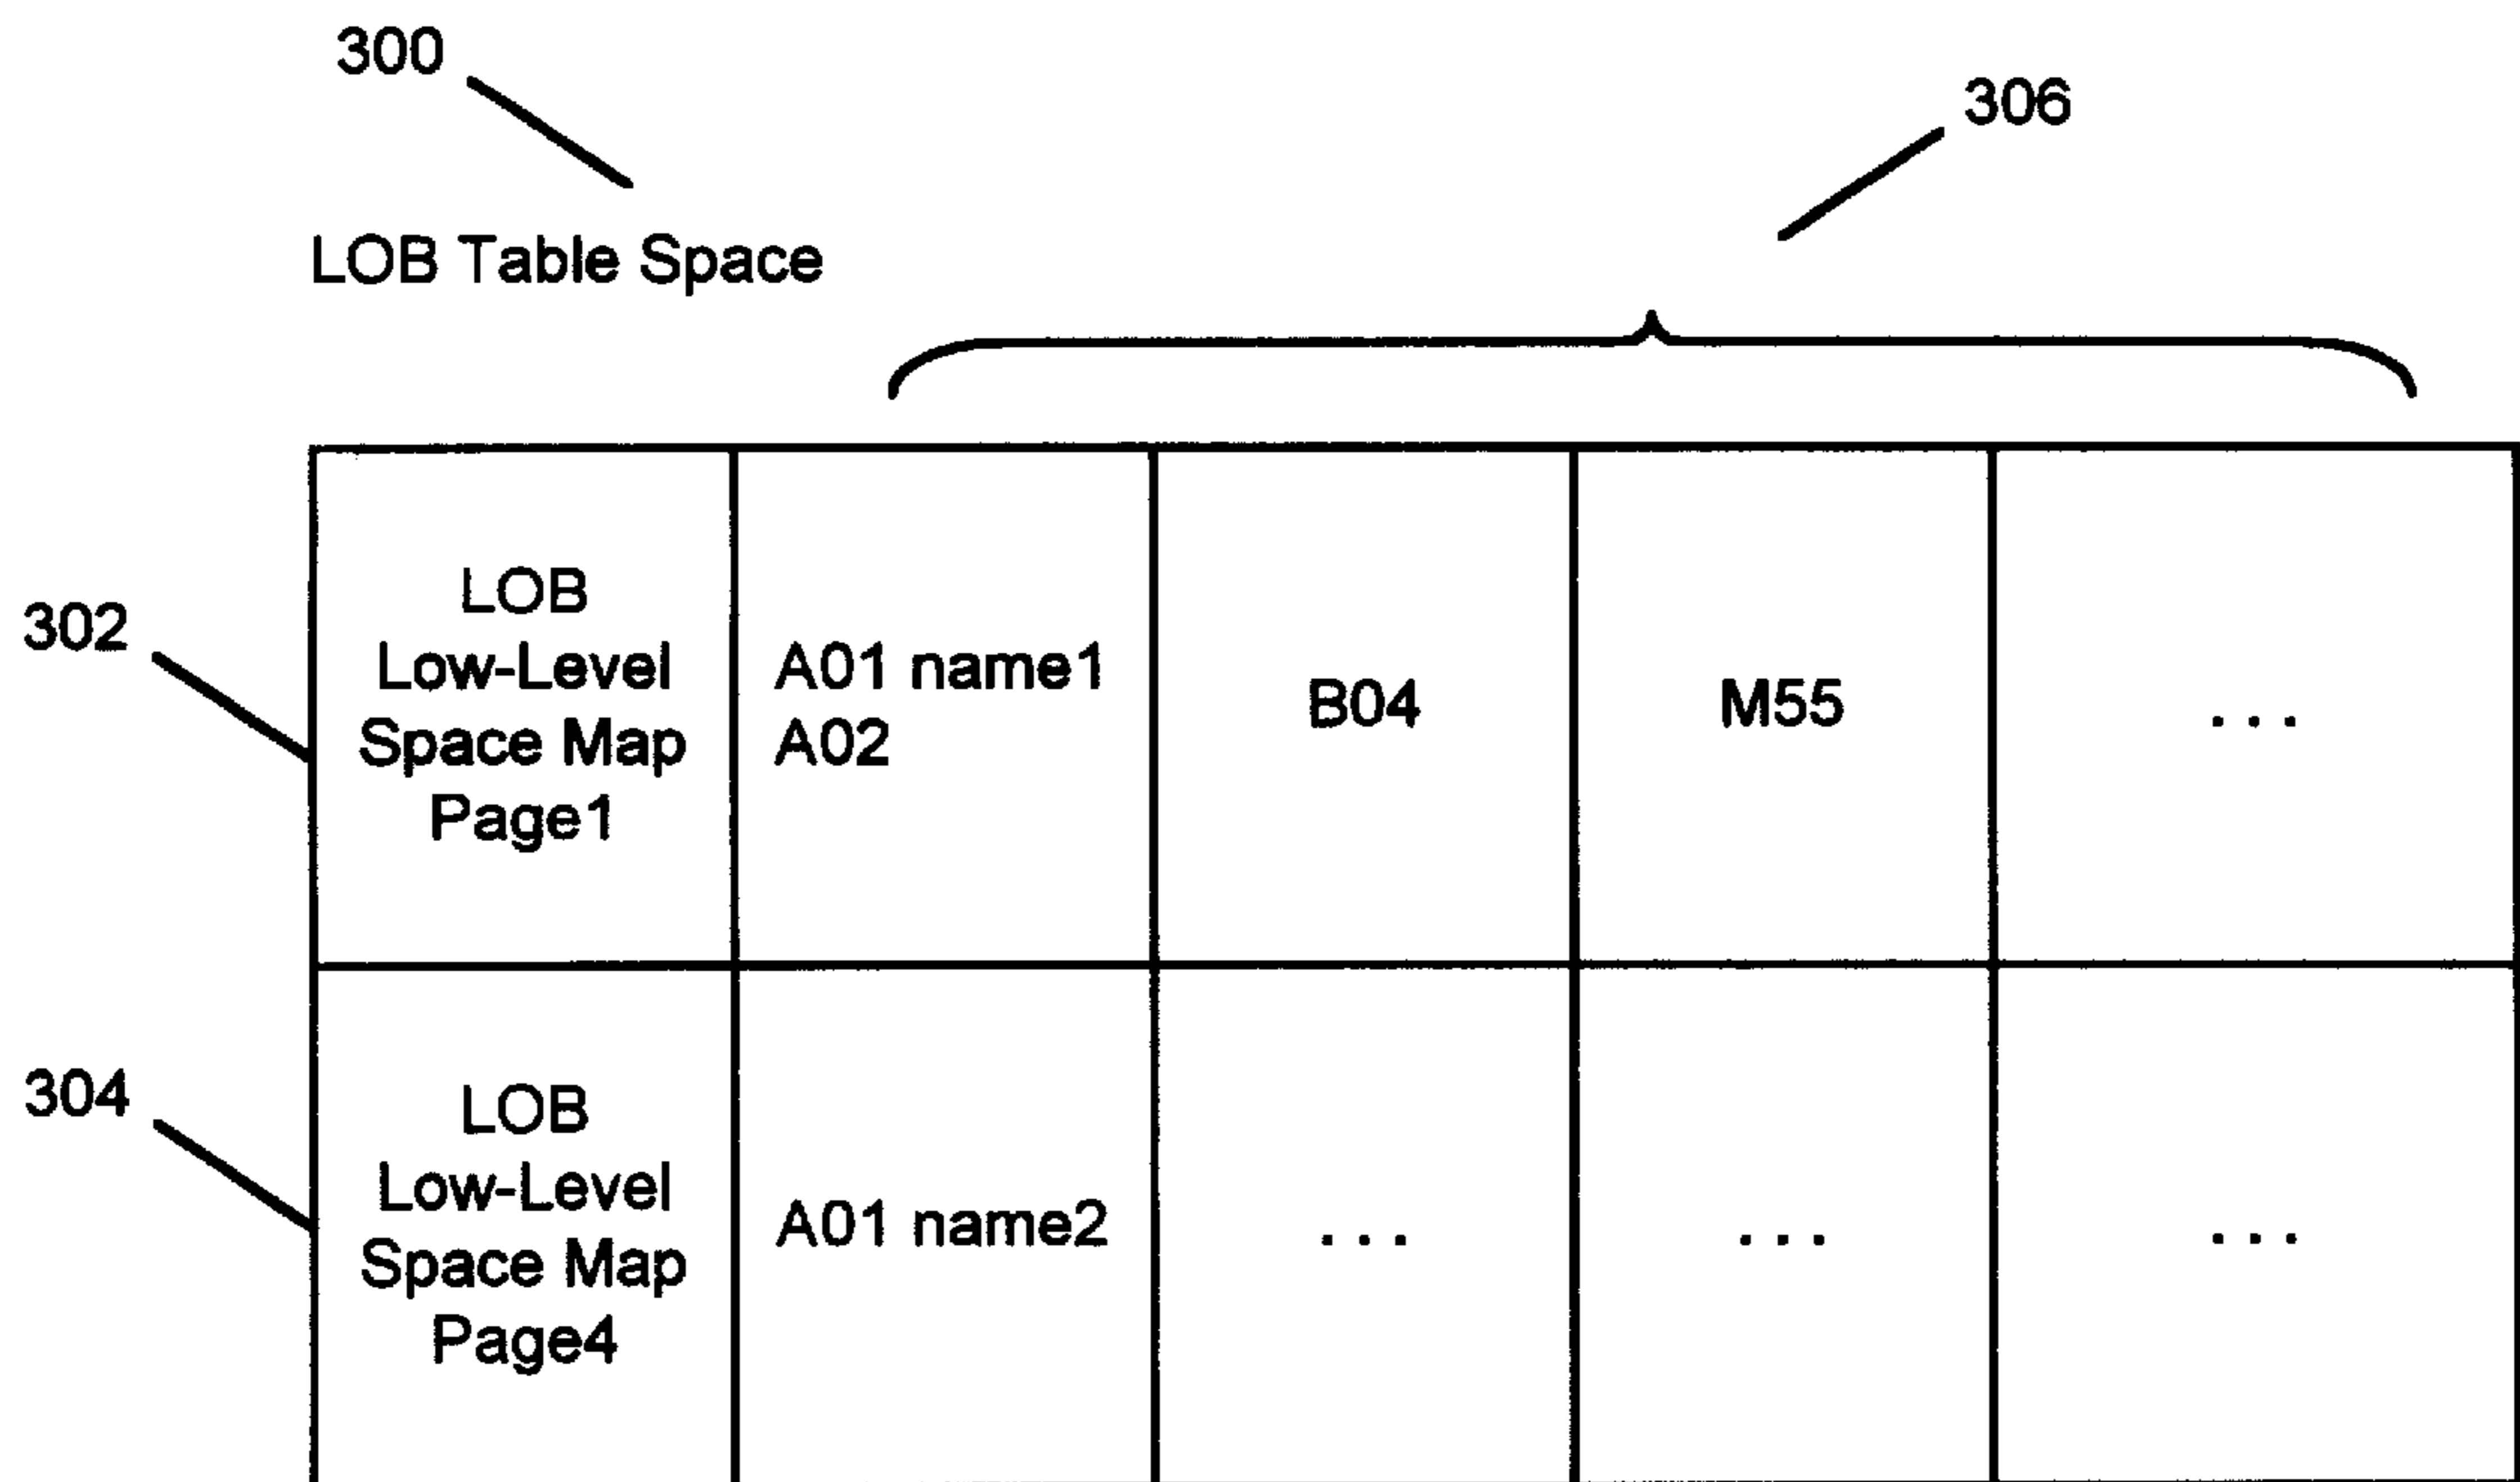 300
306
LOB Table Space
302
LOB
Low-Level
Space Map
Page1
A01 name1
A02
B04
M55
...
304
LOB
Low-Level
Space Map
Page4
A01 name2
...
...
...